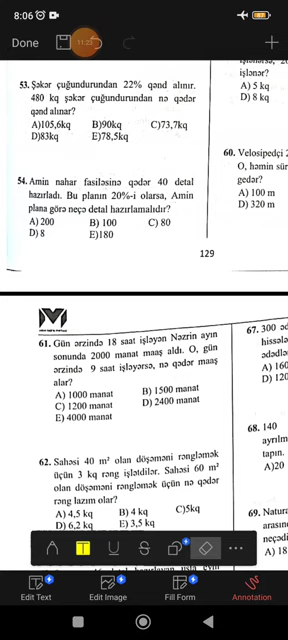 8:06
Done
11:23
53. Şəkər çuğundurundan 22% qənd alınır.
480 kq şəkər çuğundurundan nə qədər
qənd alınar?
A)105,6kq B)90kq C)73,7kq
D)83kq E)78,5kq
54. Amin nahar fasiləsinə qədər 40 detal
hazırladı. Bu planın 20%-i olarsa, Amin
plana görə neçə detal hazırlamalıdır?
A) 200 B) 100 C) 80
D) 8 E)180
işlənər?
A) 5 kq
D) 8 kq
60. Velosipedçi 2
O, həmin sür
gedər?
A) 100 m
D) 320 m
129
61. Gün ərzində 18 saat işləyən Nəzrin ayın
sonunda 2000 manat maaş aldı. O, gün
ərzində 9 saat işləyərsə, nə qədər maaş
alar?
A) 1000 manat B) 1500 manat
C) 1200 manat D) 2400 manat
E) 4000 manat
62. Sahəsi 40 m² olan döşəməni rəngləmək
üçün 3 kq rəng işlətdilər. Sahəsi 60 m²
olan döşəməni rəngləmək üçün nə qədər
rəng lazım olar?
A) 4,5 kq B) 4 kq C)5kq
D) 6,2 kq E) 3,5 kq
67. 300 əd
hissələ
ədədlə
A) 160
D) 120
68. 140
ayrılm
tapın.
A)20
69. Natura
arasın
neçədi
A) 18
Edit Text Edit Image Fill Form Annotation